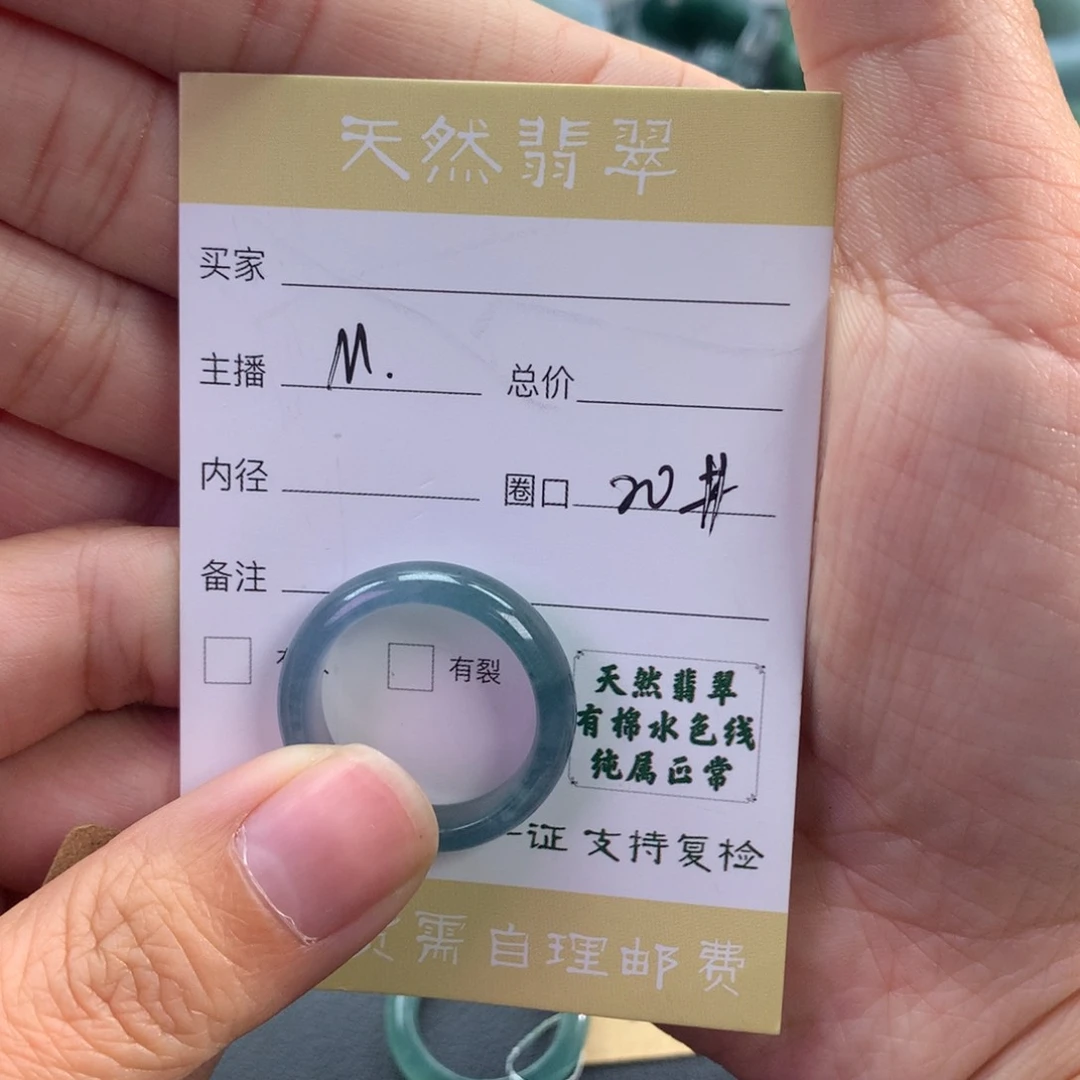 天然翡翠
买家
主播 M. 总价
内径 圈口 20#
备注
有裂
天然翡翠
有棉水色线
纯属正常
一证 支持复检
需自理邮费